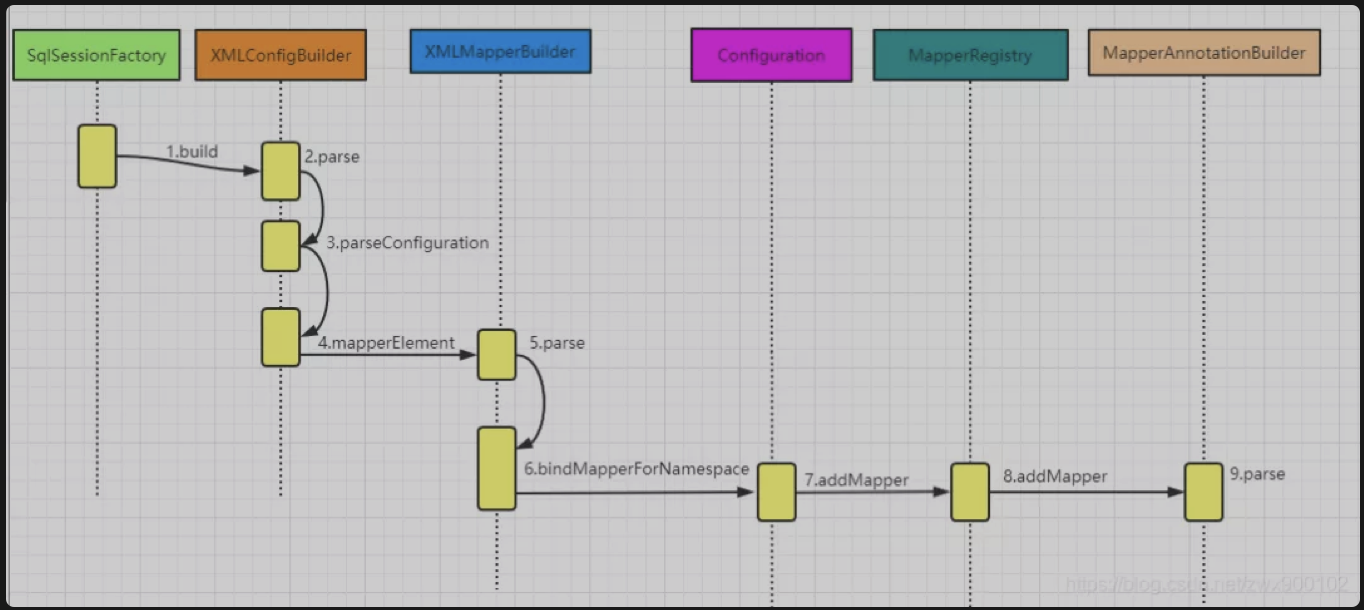 SqlSessionFactory
XMLConfigBuilder
XMLMapperBuilder
Configuration
MapperRegistry
MapperAnnotationBuilder
1.build
2.parse
3.parseConfiguration
4.mapperElement
5.parse
6.bindMapperForNamespace
7.addMapper
8.addMapper
9.parse
https://blog.csdn.net/zwx900102